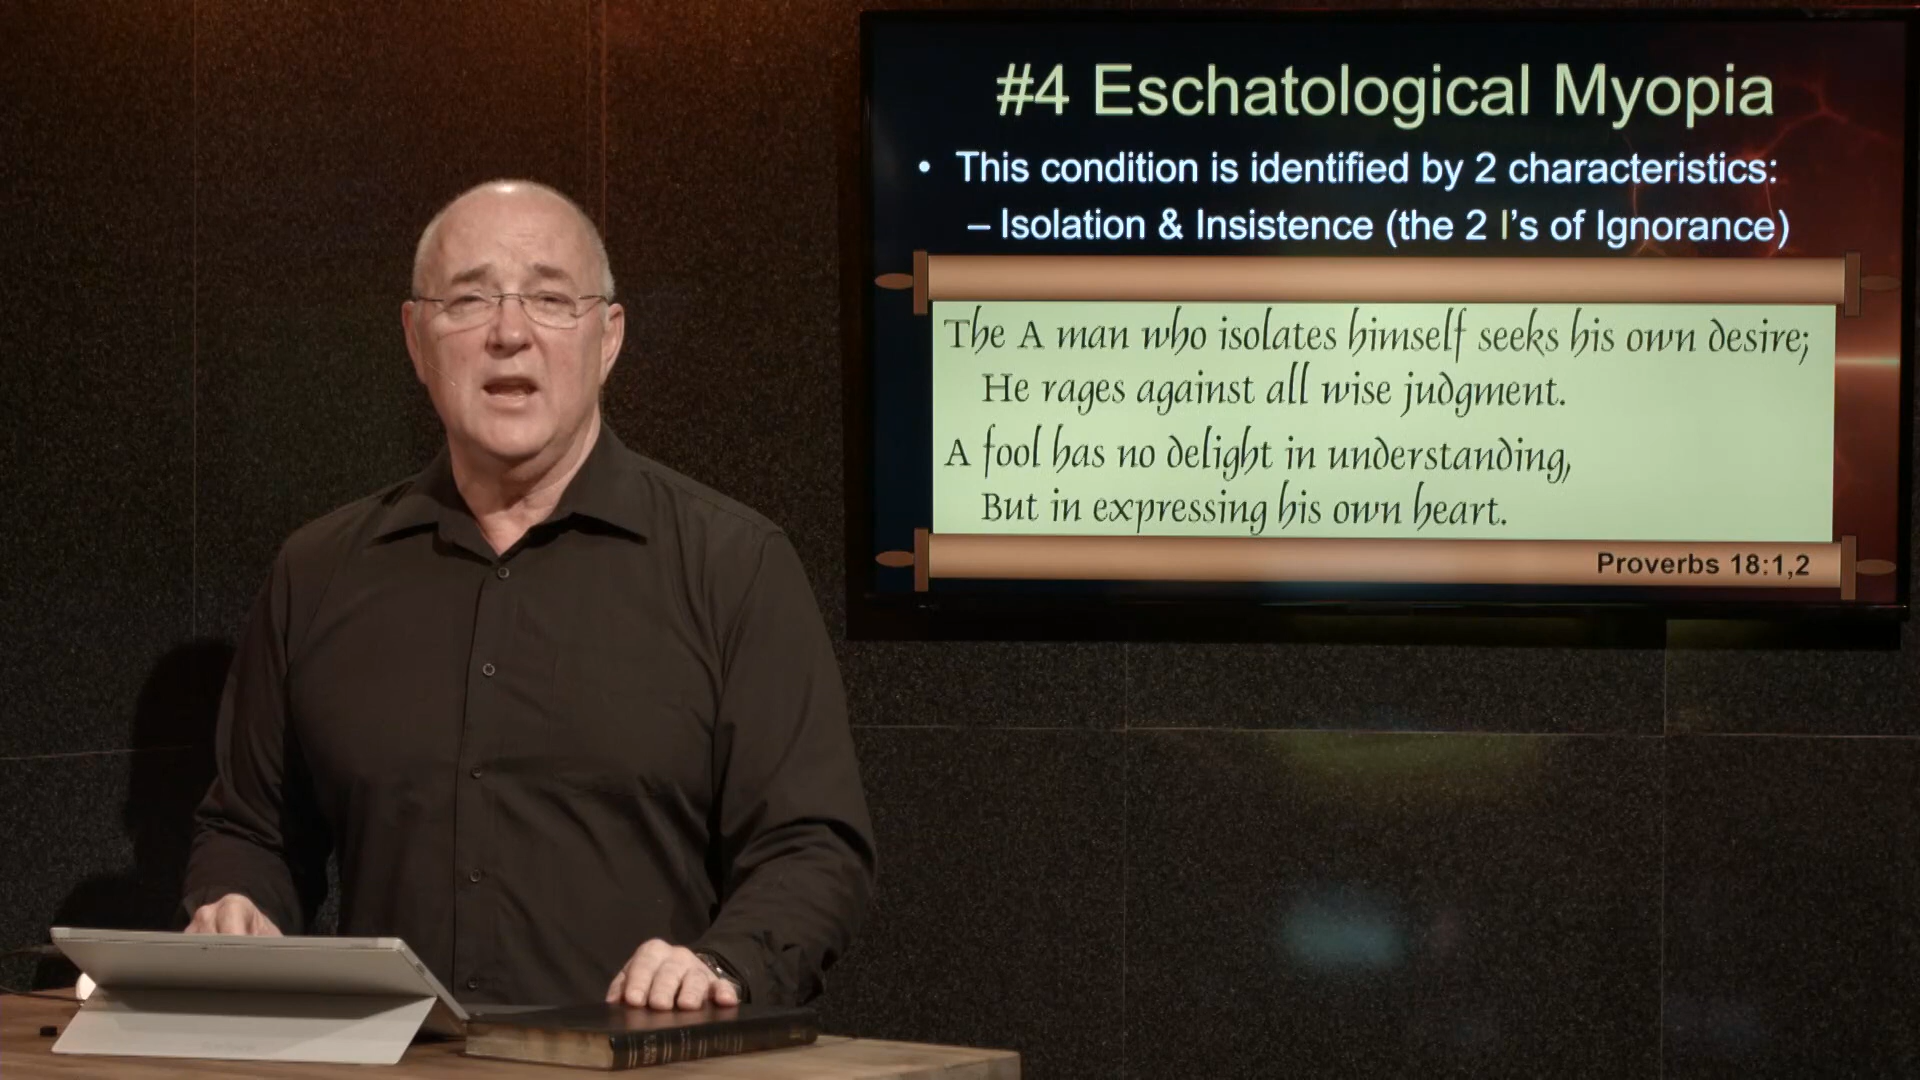 #4 Eschatological Myopia
• This condition is identified by 2 characteristics:
– Isolation & Insistence (the 2 I's of Ignorance)
The A man who isolates himself seeks his own desire;
He rages against all wise judgment.
A fool has no delight in understanding,
But in expressing his own heart.
Proverbs 18:1,2